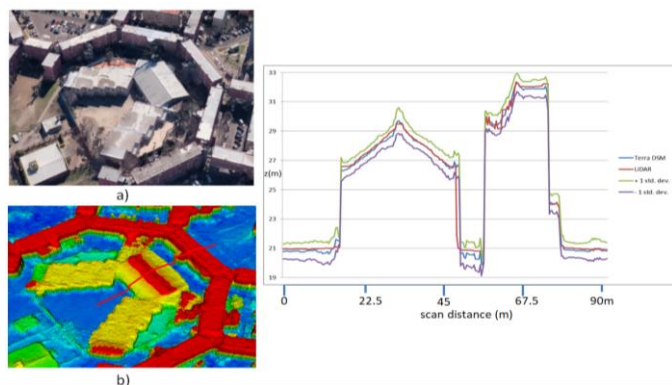 a)
b)
33
31
29
27
z(m)
25
23
21
19
0 22.5 45 67.5 90m
scan distance (m)
Terra DSM
LIDAR
+ 1 std. dev.
- 1 std. dev.